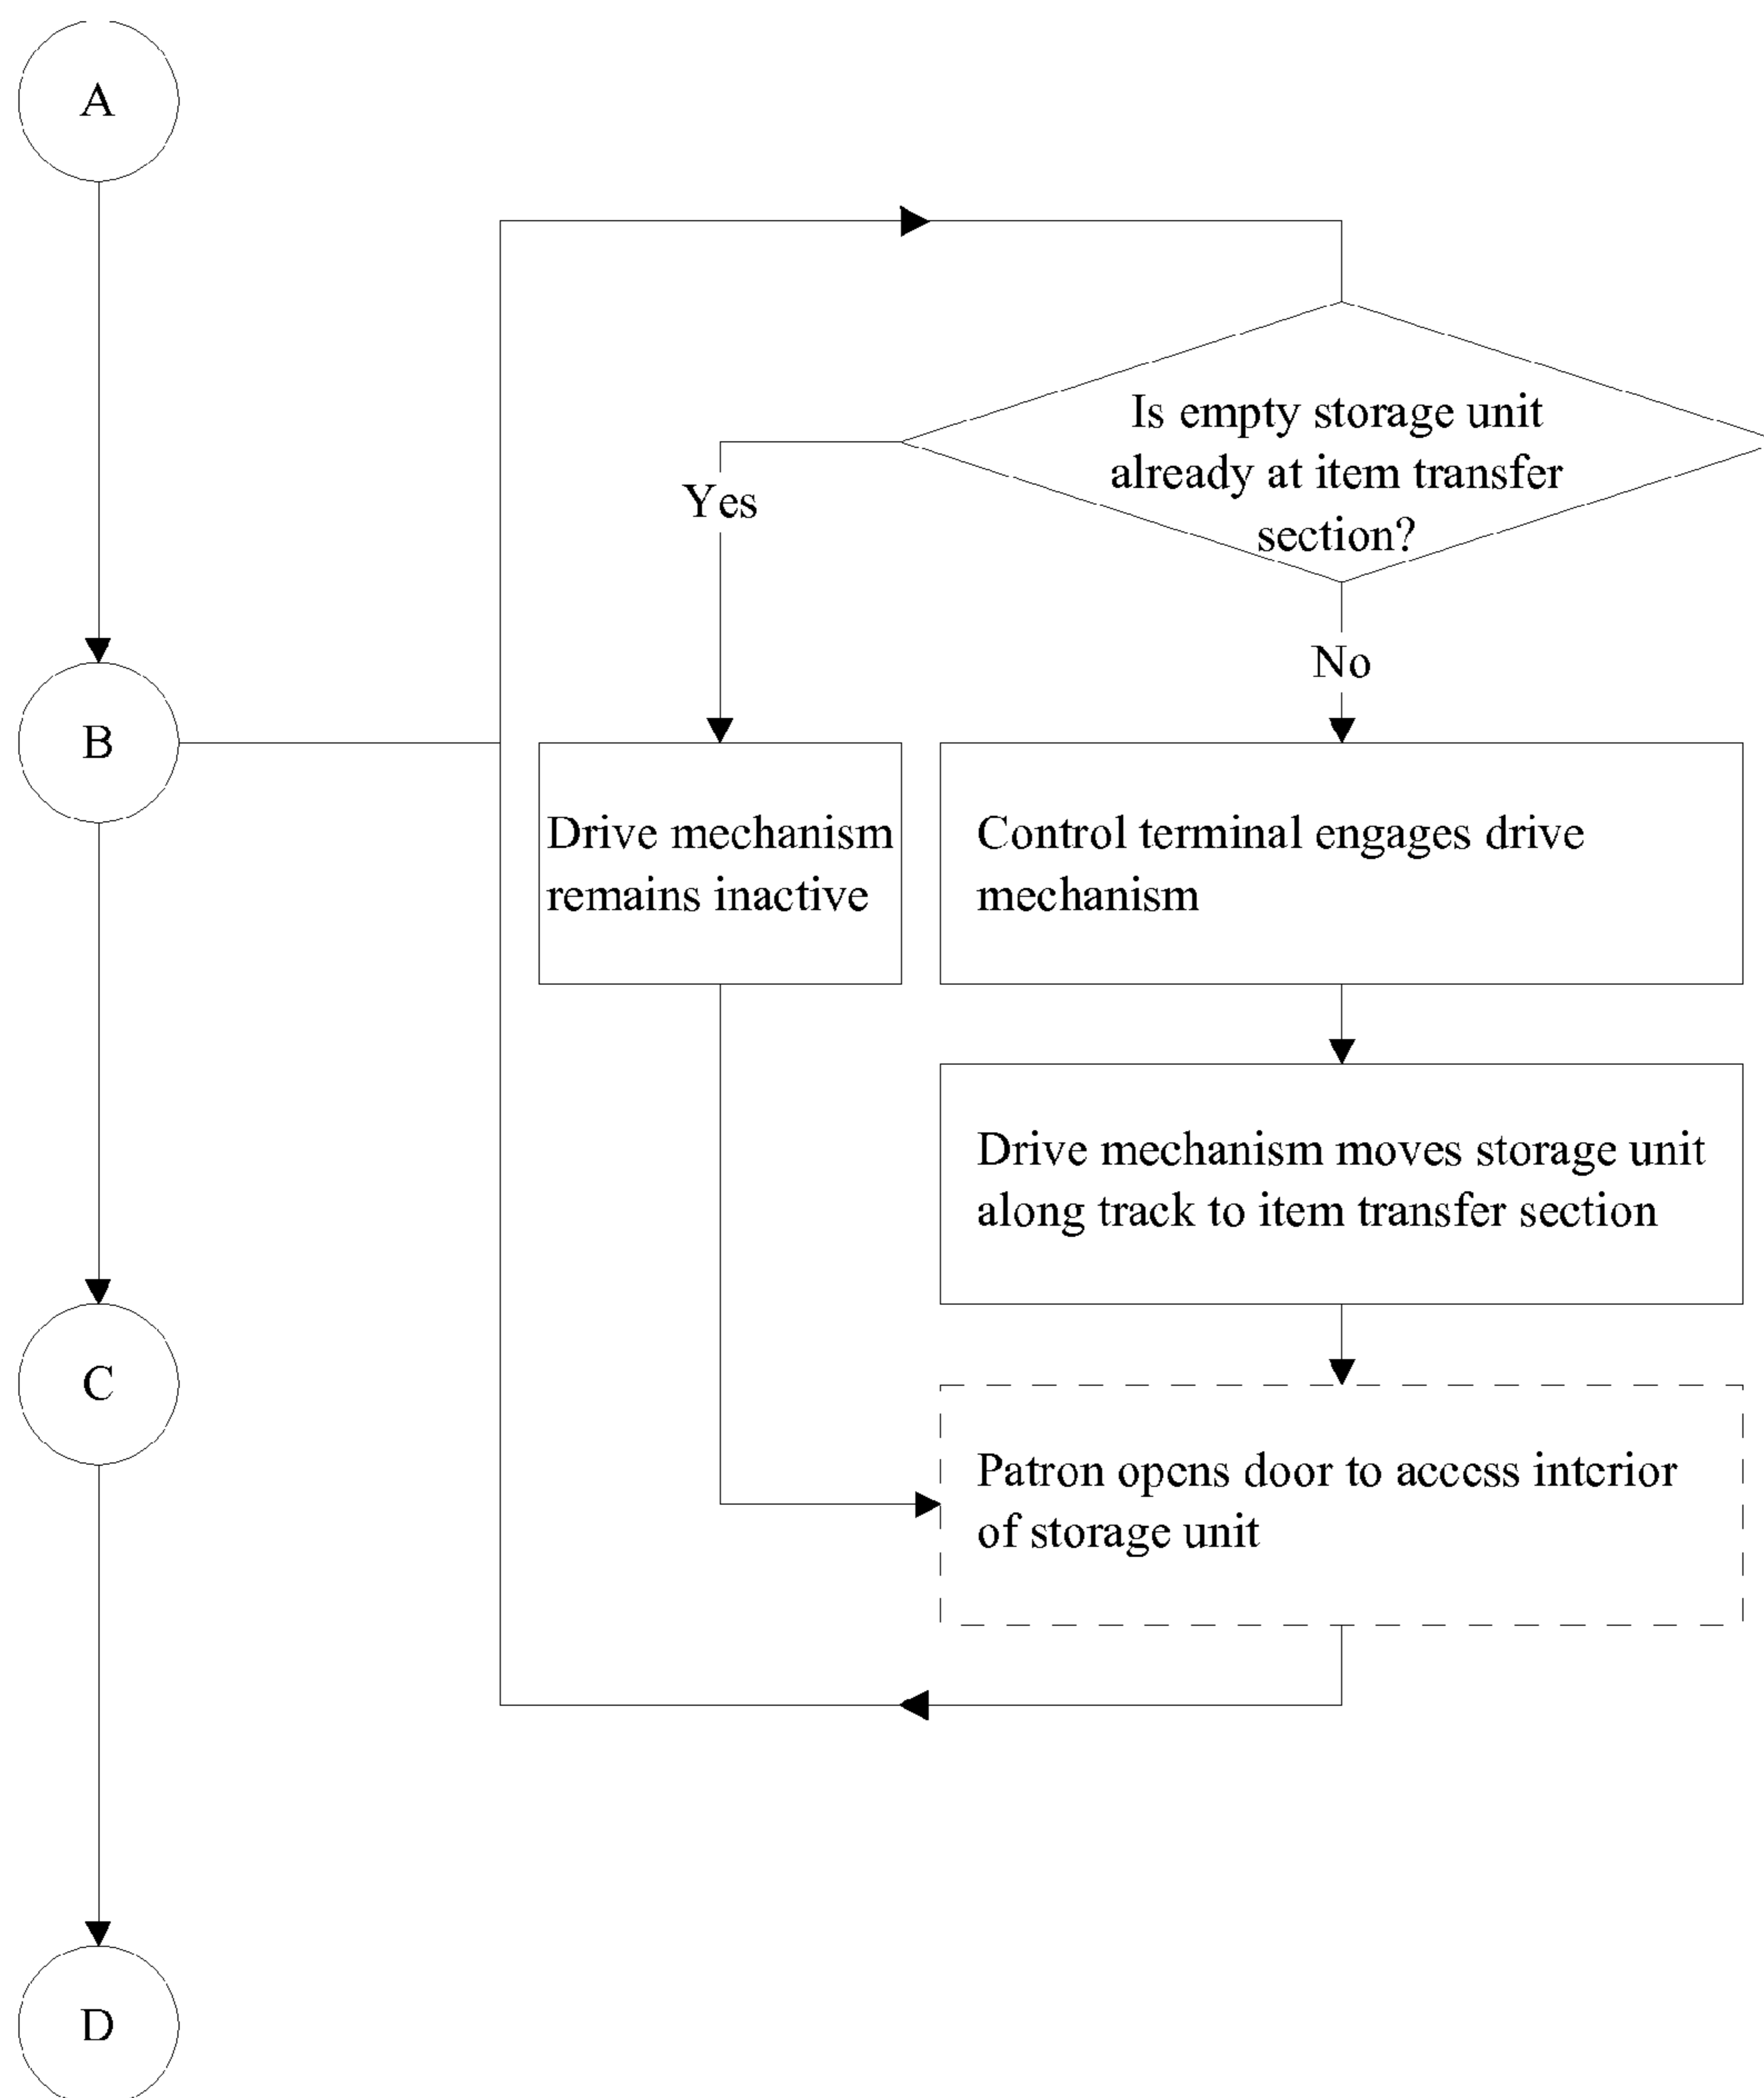 A
Is empty storage unit
already at item transfer
section?
Yes
No
B
Drive mechanism
remains inactive
Control terminal engages drive
mechanism
Drive mechanism moves storage unit
along track to item transfer section
C
Patron opens door to access interior
of storage unit
D